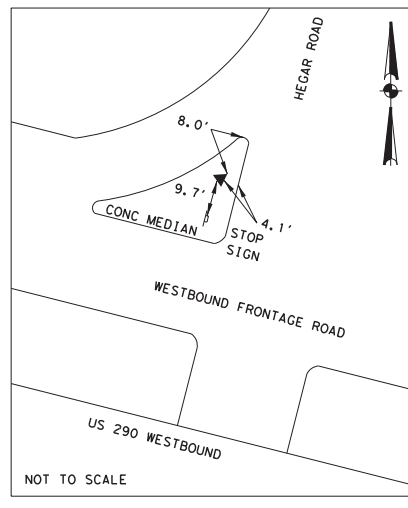 HEGAR ROAD
8.0'
9.7'
4.1'
CONC MEDIAN
STOP
SIGN
WESTBOUND FRONTAGE ROAD
US 290 WESTBOUND
NOT TO SCALE